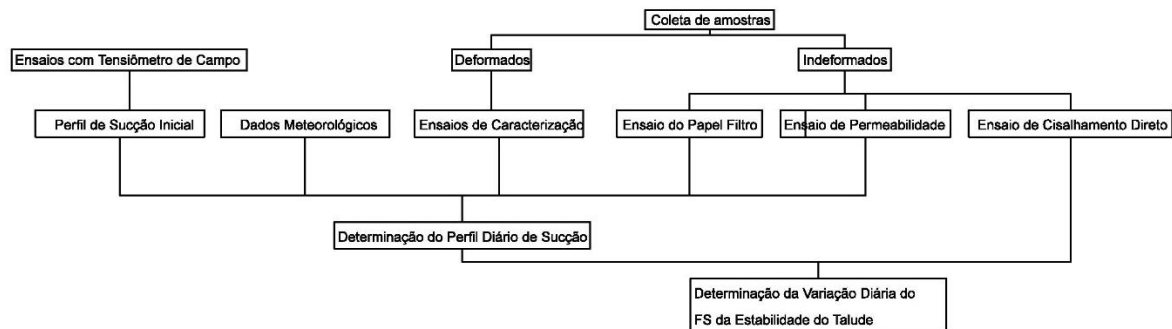 Coleta de amostras
Ensaios com Tensiômetro de Campo
Deformados
Indeformados
Perfil de Sucção Inicial
Dados Meteorológicos
Ensaios de Caracterização
Ensaio do Papel Filtro
Ensaio de Permeabilidade
Ensaio de Cisalhamento Direto
Determinação do Perfil Diário de Sucção
Determinação da Variação Diária do
FS da Estabilidade do Talude